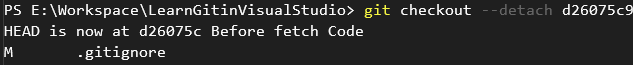 PS E:\Workspace\LearnGitinVisualStudio> git checkout --detach d26075c9
HEAD is now at d26075c Before fetch Code
M       .gitignore